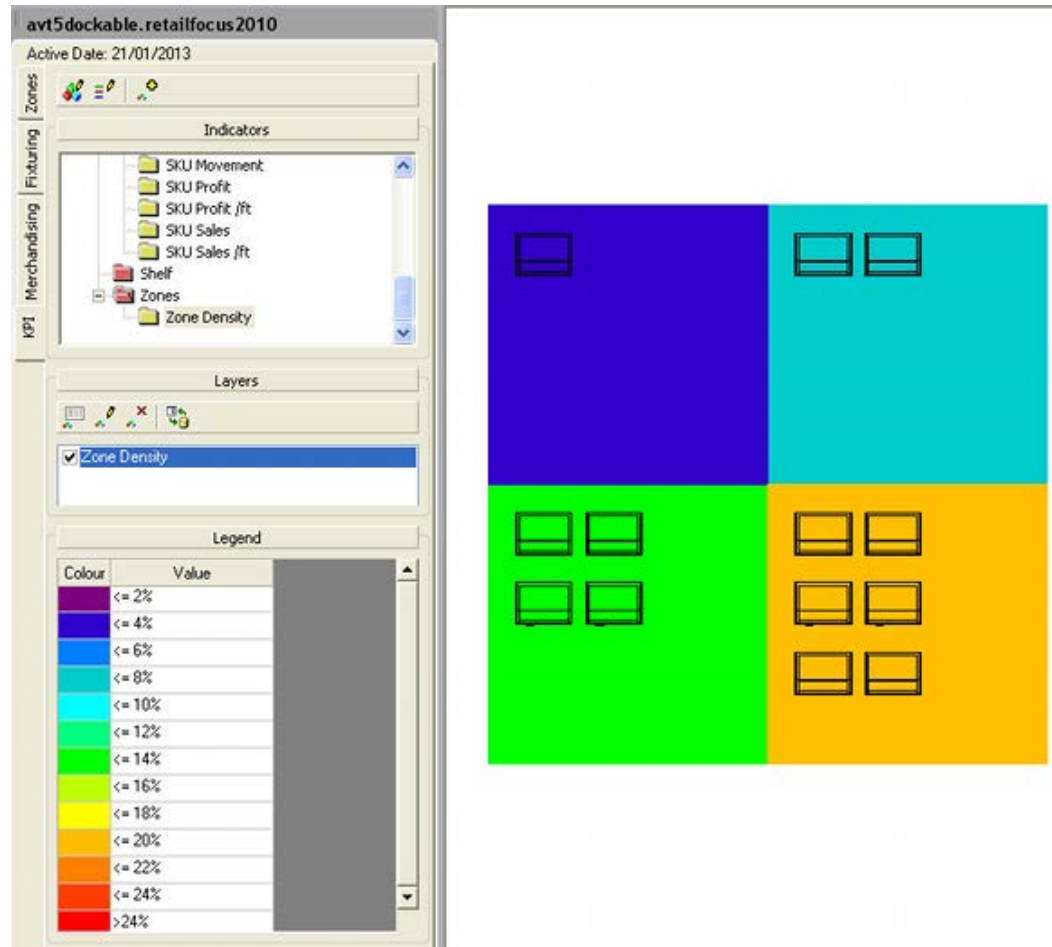 avt5dockable.retailfocus2010
Active Date: 21/01/2013
Zones
Fixturing
Merchandising
KPI
Indicators
SKU Movement
SKU Profit
SKU Profit /ft
SKU Sales
SKU Sales /ft
Shelf
Zones
Zone Density
Layers
Zone Density
Legend
Colour Value
<= 2%
<= 4%
<= 6%
<= 8%
<= 10%
<= 12%
<= 14%
<= 16%
<= 18%
<= 20%
<= 22%
<= 24%
>24%